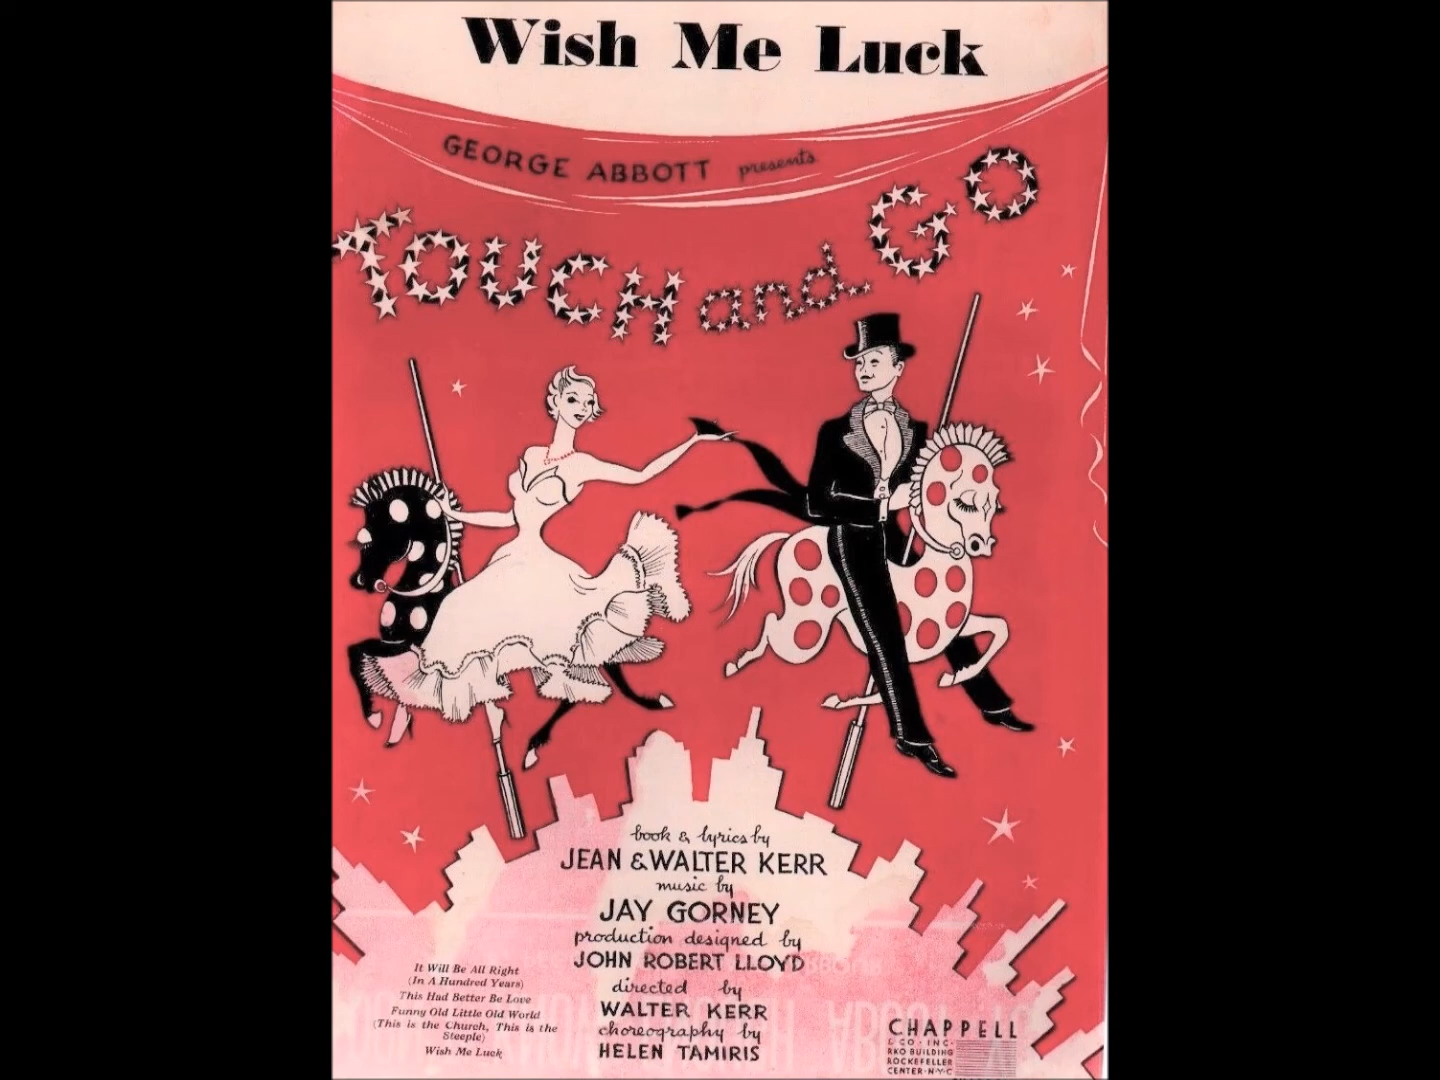 Wish Me Luck
GEORGE ABBOTT presents
TOUCH and GO
book & lyrics by
JEAN & WALTER KERR
music by
JAY GORNEY
production designed by
JOHN ROBERT LLOYD
directed by
WALTER KERR
choreography by
HELEN TAMIRIS
It Will Be All Right
(In A Hundred Years)
This Had Better Be Love
Funny Old Little Old World
(This is the Church, This is the
Steeple)
Wish Me Luck
CHAPPELL
& CO · INC ·
RKO BUILDING
ROCKEFELLER
CENTER · N·Y·C